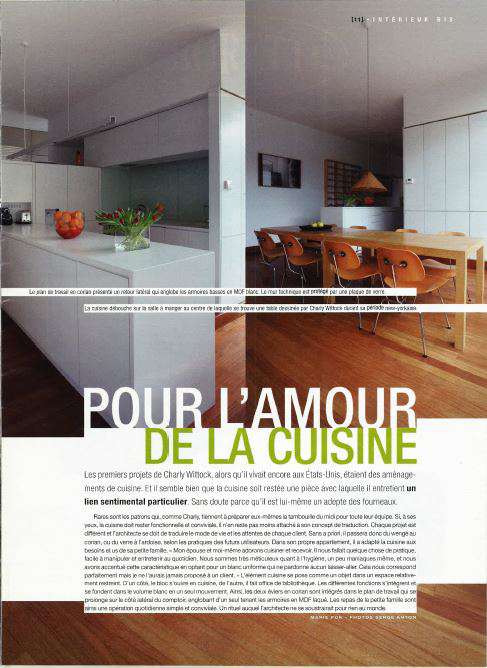 [11] • INTÉRIEUR BIS
Le plan de travail en corian présente un retour latéral qui englobe les armoires basses en MDF blanc. Le mur technique est protégé par une plaque de verre.
La cuisine débouche sur la salle à manger au centre de laquelle se trouve une table dessinée par Charly Wittock durant sa période new-yorkaise.
POUR L'AMOUR
DE LA CUISINE
Les premiers projets de Charly Wittock, alors qu'il vivait encore aux États-Unis, étaient des aménage-
ments de cuisine. Et il semble bien que la cuisine soit restée une pièce avec laquelle il entretient un
lien sentimental particulier. Sans doute parce qu'il est lui-même un adepte des fourneaux.
Rares sont les patrons qui, comme Charly, tiennent à préparer eux-mêmes la tambouille du midi pour toute leur équipe. Si, à ses
yeux, la cuisine doit rester fonctionnelle et conviviale, il n'en reste pas moins attaché à son concept de traduction. Chaque projet est
différent et l'architecte se doit de traduire le mode de vie et les attentes de chaque client. Sans a priori, il passera donc du wengé au
corian, ou du verre à l'ardoise, selon les pratiques des futurs utilisateurs. Dans son propre appartement, il a adapté la cuisine aux
besoins et us de sa petite famille. « Mon épouse et moi-même adorons cuisiner et recevoir. Il nous fallait quelque chose de pratique,
facile à manipuler et entretenir au quotidien. Nous sommes très méticuleux quant à l'hygiène, un peu maniaques même, et nous
avons accentué cette caractéristique en optant pour un blanc uniforme qui ne pardonne aucun laisser-aller. Cela nous correspond
parfaitement mais je ne l'aurais jamais proposé à un client. » L'élément cuisine se pose comme un objet dans un espace relative-
ment restreint. D'un côté, le bloc s'ouvre en cuisine, de l'autre, il fait office de bibliothèque. Les différentes fonctions s'intègrent et
se fondent dans le volume blanc en un seul mouvement. Ainsi, les deux éviers en corian sont intégrés dans le plan de travail qui se
prolonge sur le côté latéral du comptoir, englobant d'un seul tenant les armoires en MDF laqué. Les repas de la petite famille sont
ainsi une opération quotidienne simple et conviviale. Un rituel auquel l'architecte ne se soustrairait pour rien au monde.
MARIE POK – PHOTOS SERGE ANTON